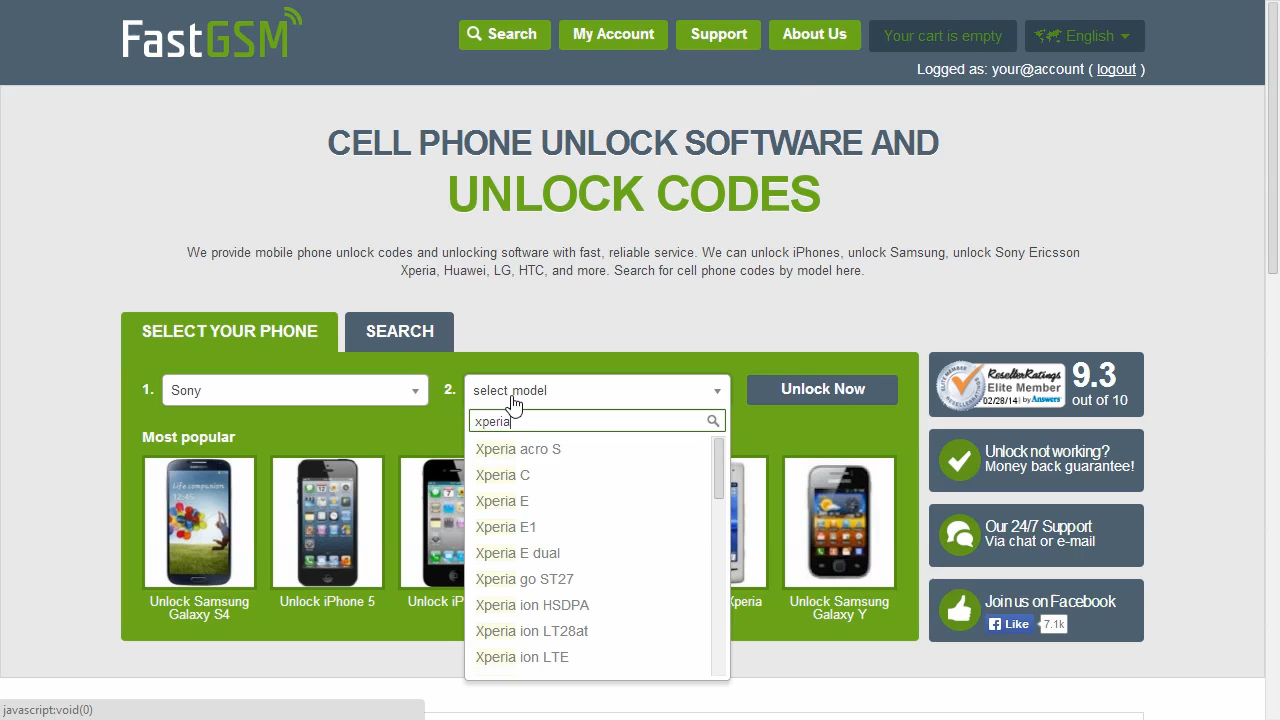 FastGSM
Search
My Account
Support
About Us
Your cart is empty
English
Logged as: your@account ( logout )
CELL PHONE UNLOCK SOFTWARE AND
UNLOCK CODES
We provide mobile phone unlock codes and unlocking software with fast, reliable service. We can unlock iPhones, unlock Samsung, unlock Sony Ericsson
Xperia, Huawei, LG, HTC, and more. Search for cell phone codes by model here.
SELECT YOUR PHONE
SEARCH
1.
Sony
2.
select model
Unlock Now
xperia
Xperia acro S
Xperia C
Xperia E
Xperia E1
Xperia E dual
Xperia go ST27
Xperia ion HSDPA
Xperia ion LT28at
Xperia ion LTE
Most popular
Life companion
12:45
Unlock Samsung
Galaxy S4
Unlock iPhone 5
Unlock iP
peria
Unlock Samsung
Galaxy Y
ResellerRatings
Elite Member
02/28/14 | by Answers
9.3
out of 10
Unlock not working?
Money back guarantee!
Our 24/7 Support
Via chat or e-mail
Join us on Facebook
Like
7.1k
javascript:void(0)